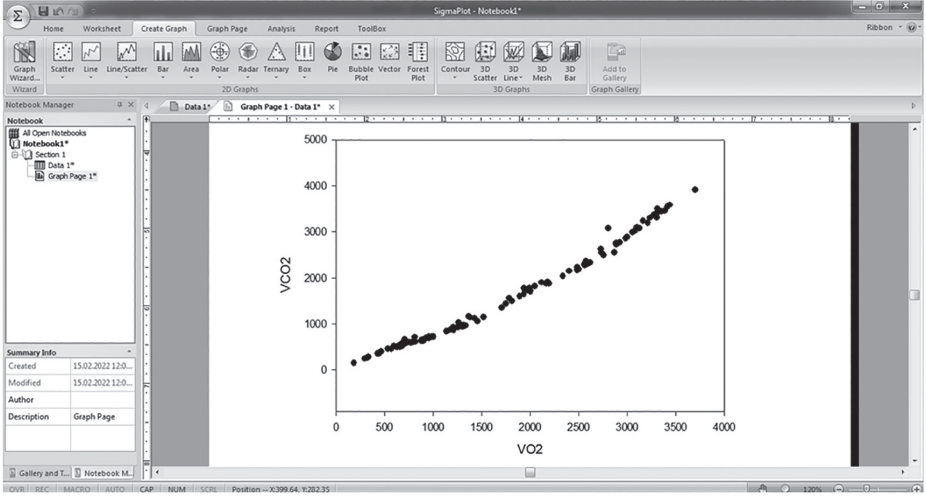 SigmaPlot - Notebook1*
Home Worksheet Create Graph Graph Page Analysis Report ToolBox Ribbon
Graph Wizard... Scatter Line Line/Scatter Bar Area Polar Radar Ternary Box Pie Bubble Plot Vector Forest Plot Contour 3D Scatter 3D Line 3D Mesh 3D Bar Add to Gallery
Wizard 2D Graphs 3D Graphs Graph Gallery
Notebook Manager
Data 1* Graph Page 1 - Data 1*
Notebook
All Open Notebooks
Notebook1*
Section 1
Data 1*
Graph Page 1*
5000
4000
3000
2000
1000
0
VCO2
0 500 1000 1500 2000 2500 3000 3500 4000
VO2
Summary Info
Created 15.02.2022 12:0...
Modified 15.02.2022 12:0...
Author
Description Graph Page
Gallery and T... Notebook M...
OVR REC MACRO AUTO CAP NUM SCRL Position -- X:399.64, Y:282.35 120%